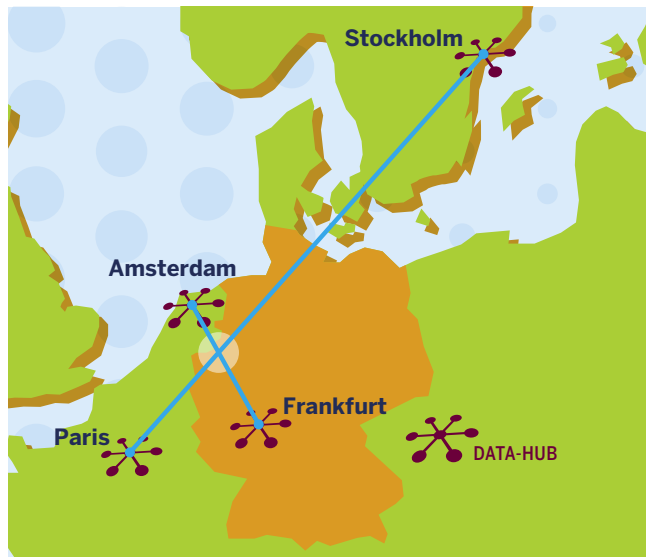 Stockholm
Amsterdam
Frankfurt
Paris
DATA-HUB